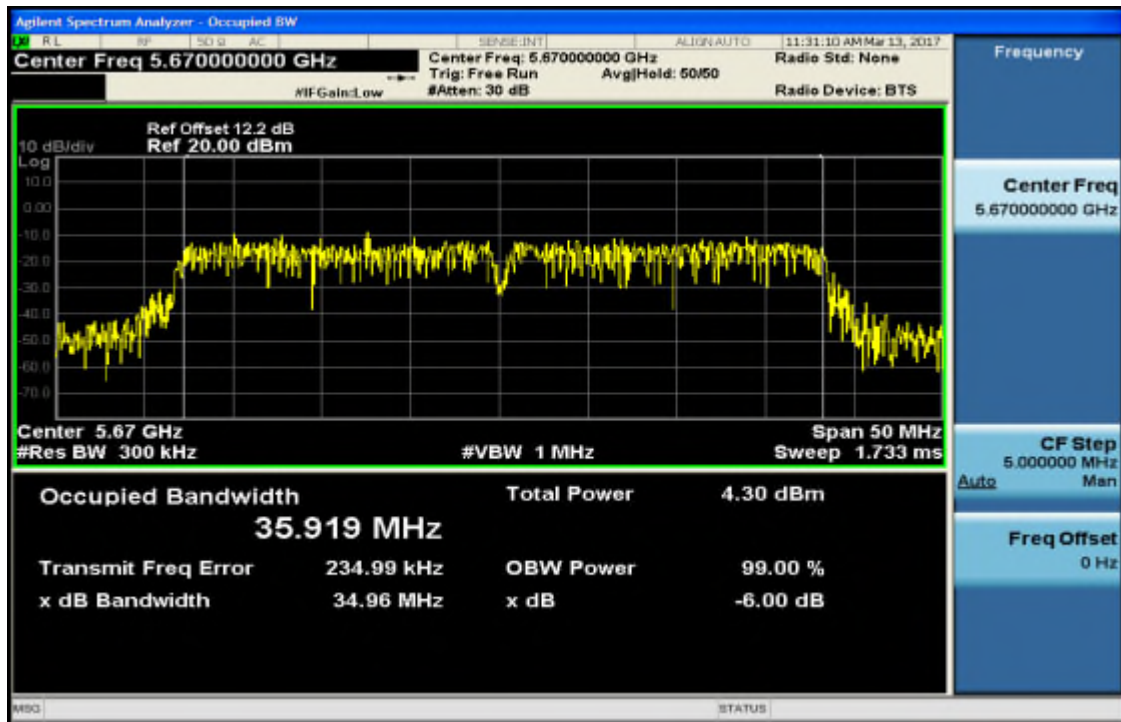 Agilent Spectrum Analyzer - Occupied BW
LXI RL RF 50 Ω AC SENSE:INT ALIGN AUTO 11:31:10 AM Mar 13, 2017
Center Freq 5.670000000 GHz
Center Freq: 5.670000000 GHz
Radio Std: None
Trig: Free Run Avg|Hold: 50/50
#IFGain:Low #Atten: 30 dB Radio Device: BTS
Frequency
Ref Offset 12.2 dB
10 dB/div Ref 20.00 dBm
Log
10.0
0.00
-10.0
-20.0
-30.0
-40.0
-50.0
-60.0
-70.0
Center 5.67 GHz Span 50 MHz
#Res BW 300 kHz #VBW 1 MHz Sweep 1.733 ms
Occupied Bandwidth Total Power 4.30 dBm
35.919 MHz
Transmit Freq Error 234.99 kHz OBW Power 99.00 %
x dB Bandwidth 34.96 MHz x dB -6.00 dB
Center Freq
5.670000000 GHz
CF Step
5.000000 MHz
Auto Man
Freq Offset
0 Hz
MSG STATUS